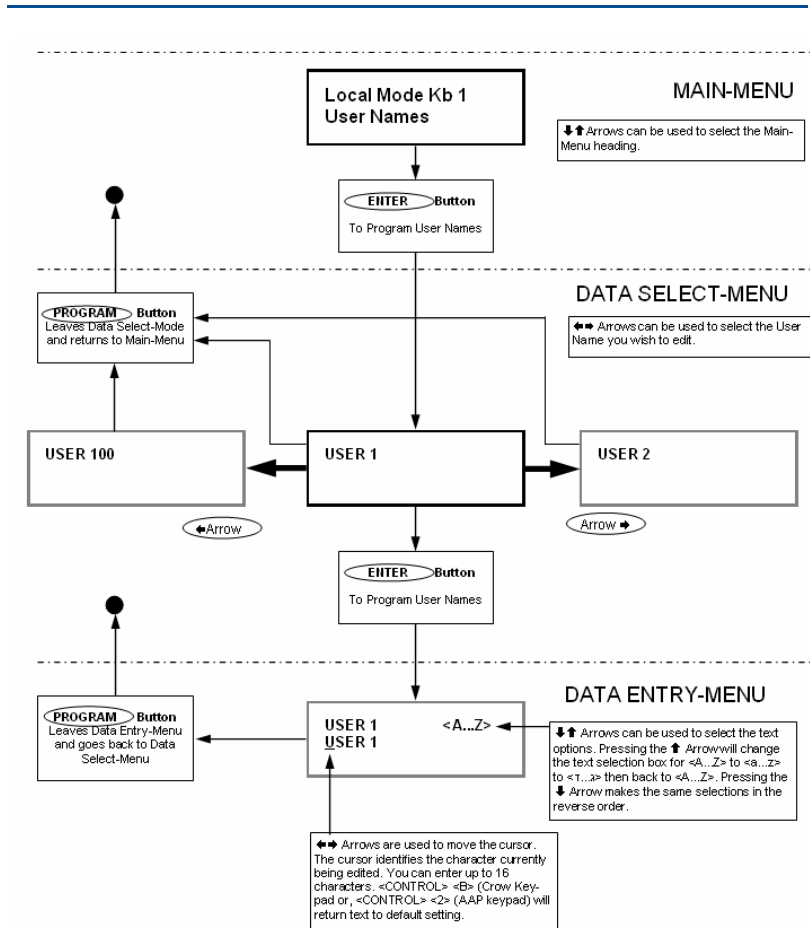 MAIN-MENU
Local Mode Kb 1
User Names
⬇⬆Arrows can be used to select the Main-
Menu heading.
ENTER Button
To Program User Names
DATA SELECT-MENU
PROGRAM Button
Leaves Data Select-Mode
and returns to Main-Menu
⬅➡ Arrows can be used to select the User
Name you wish to edit.
USER 100
USER 1
USER 2
⬅Arrow
Arrow ➡
ENTER Button
To Program User Names
DATA ENTRY-MENU
PROGRAM Button
Leaves Data Entry-Menu
and goes back to Data
Select-Menu
USER 1 <A...Z>
USER 1
⬇⬆ Arrows can be used to select the text
options. Pressing the ⬆ Arrow will change
the text selection box for <A...Z> to <a...z>
to then back to <A...Z>. Pressing the
⬇ Arrow makes the same selections in the
reverse order.
⬅➡ Arrows are used to move the cursor.
The cursor identifies the character currently
being edited. You can enter up to 16
characters. <CONTROL> <B> (Crow Key-
pad or, <CONTROL> <2> (AAP keypad) will
return text to default setting.